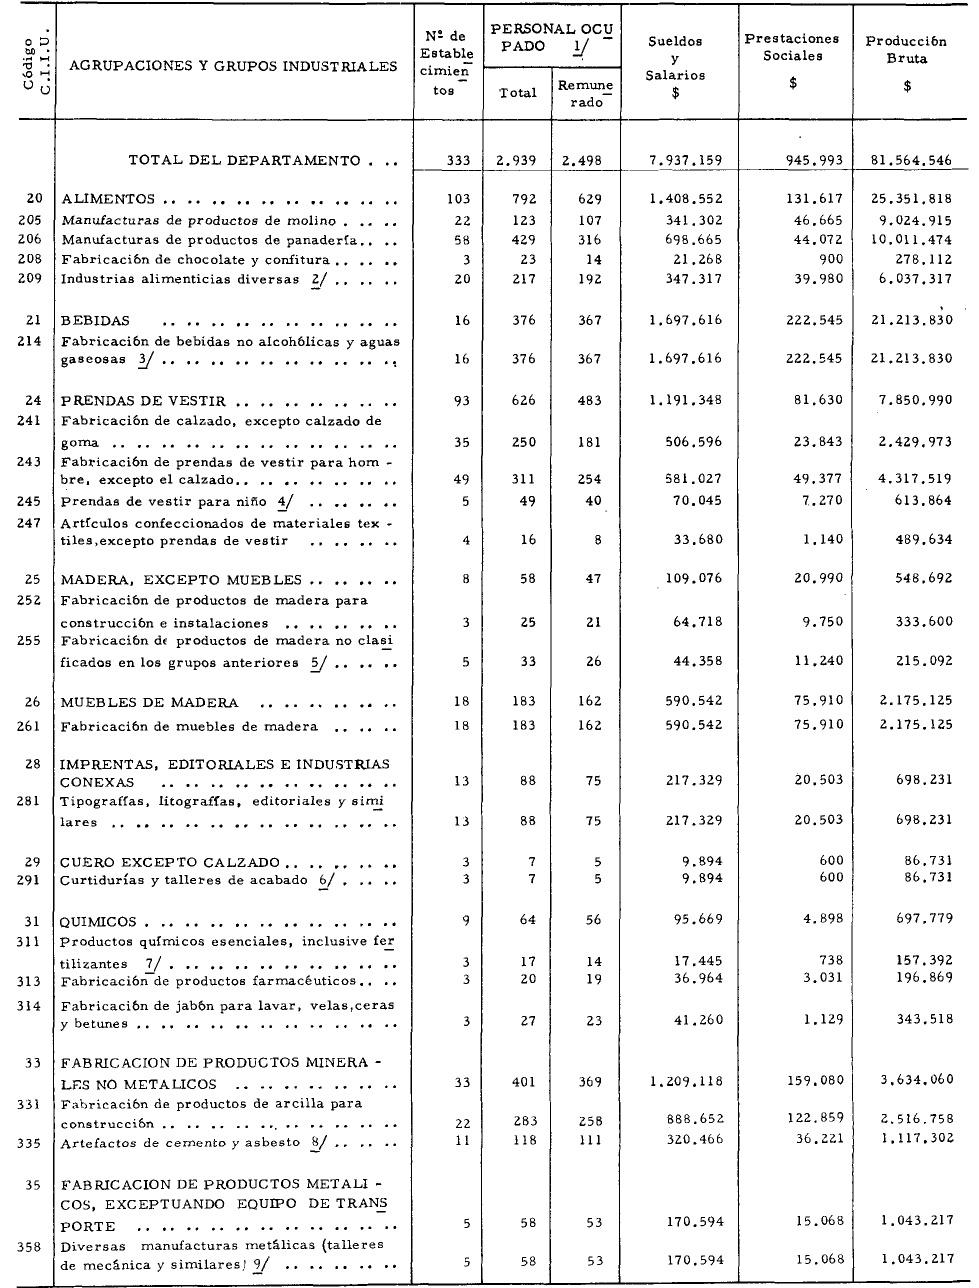 Código C.I.I.U. | AGRUPACIONES Y GRUPOS INDUSTRIALES | Nº de Estable cimien tos | PERSONAL OCU PADO 1/ Total | Remune rado | Sueldos y Salarios $ | Prestaciones Sociales $ | Producción Bruta $
TOTAL DEL DEPARTAMENTO . .. 333 2.939 2.498 7.937.159 945.993 81.564.546
20 ALIMENTOS .. .. .. .. .. .. .. .. .. .. 103 792 629 1.408.552 131.617 25.351.818
205 Manufacturas de productos de molino . .. .. 22 123 107 341.302 46.665 9.024.915
206 Manufacturas de productos de panadería.. .. 58 429 316 698.665 44.072 10.011.474
208 Fabricación de chocolate y confitura .. .. .. 3 23 14 21.268 900 278.112
209 Industrias alimenticias diversas 2/ .. .. .. 20 217 192 347.317 39.980 6.037.317
21 BEBIDAS .. .. .. .. .. .. .. .. .. .. 16 376 367 1.697.616 222.545 21.213.830
214 Fabricación de bebidas no alcohólicas y aguas
gaseosas 3/ .. .. .. .. .. .. .. .. .. .. 16 376 367 1.697.616 222.545 21.213.830
24 PRENDAS DE VESTIR .. .. .. .. .. .. .. 93 626 483 1.191.348 81.630 7.850.990
241 Fabricación de calzado, excepto calzado de
goma .. .. .. .. .. .. .. .. .. .. .. .. 35 250 181 506.596 23.843 2.429.973
243 Fabricación de prendas de vestir para hom -
bre, excepto el calzado.. .. .. .. .. .. .. 49 311 254 581.027 49.377 4.317.519
245 Prendas de vestir para niño 4/ .. .. .. .. 5 49 40 70.045 7.270 613.864
247 Artículos confeccionados de materiales tex -
tiles,excepto prendas de vestir .. .. .. .. 4 16 8 33.680 1.140 489.634
25 MADERA, EXCEPTO MUEBLES .. .. .. .. 8 58 47 109.076 20.990 548.692
252 Fabricación de productos de madera para
construcción e instalaciones .. .. .. .. .. 3 25 21 64.718 9.750 333.600
255 Fabricación de productos de madera no clasi
ficados en los grupos anteriores 5/ .. .. .. 5 33 26 44.358 11.240 215.092
26 MUEBLES DE MADERA .. .. .. .. .. .. 18 183 162 590.542 75.910 2.175.125
261 Fabricación de muebles de madera .. .. .. 18 183 162 590.542 75.910 2.175.125
28 IMPRENTAS, EDITORIALES E INDUSTRIAS
CONEXAS .. .. .. .. .. .. .. .. .. .. 13 88 75 217.329 20.503 698.231
281 Tipografías, litografías, editoriales y simi
lares .. .. .. .. .. .. .. .. .. .. .. .. 13 88 75 217.329 20.503 698.231
29 CUERO EXCEPTO CALZADO .. .. .. .. .. 3 7 5 9.894 600 86.731
291 Curtidurías y talleres de acabado 6/ . .. .. 3 7 5 9.894 600 86.731
31 QUIMICOS . .. .. .. .. .. .. .. .. .. .. 9 64 56 95.669 4.898 697.779
311 Productos químicos esenciales, inclusive fer
tilizantes 7/ . .. .. .. .. .. .. .. .. .. 3 17 14 17.445 738 157.392
313 Fabricación de productos farmacéuticos.. .. 3 20 19 36.964 3.031 196.869
314 Fabricación de jabón para lavar, velas,ceras
y betunes .. .. .. .. .. .. .. .. .. .. .. 3 27 23 41.260 1.129 343.518
33 FABRICACION DE PRODUCTOS MINERA -
LES NO METALICOS .. .. .. .. .. .. .. 33 401 369 1.209.118 159.080 3.634.060
331 Fabricación de productos de arcilla para
construcción .. .. .. .. .. .. .. .. .. .. 22 283 258 888.652 122.859 2.516.758
335 Artefactos de cemento y asbesto 8/ .. .. .. 11 118 111 320.466 36.221 1.117.302
35 FABRICACION DE PRODUCTOS METALI -
COS, EXCEPTUANDO EQUIPO DE TRANS
PORTE .. .. .. .. .. .. .. .. .. .. .. 5 58 53 170.594 15.068 1.043.217
358 Diversas manufacturas metálicas (talleres
de mecánica y similares) 9/ .. .. .. .. .. 5 58 53 170.594 15.068 1.043.217